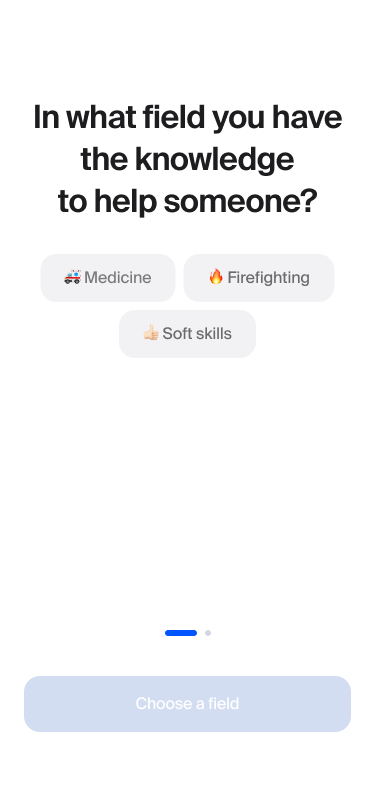 In what field you have
the knowledge
to help someone?
🚑 Medicine
🔥 Firefighting
👍🏻 Soft skills
Choose a field